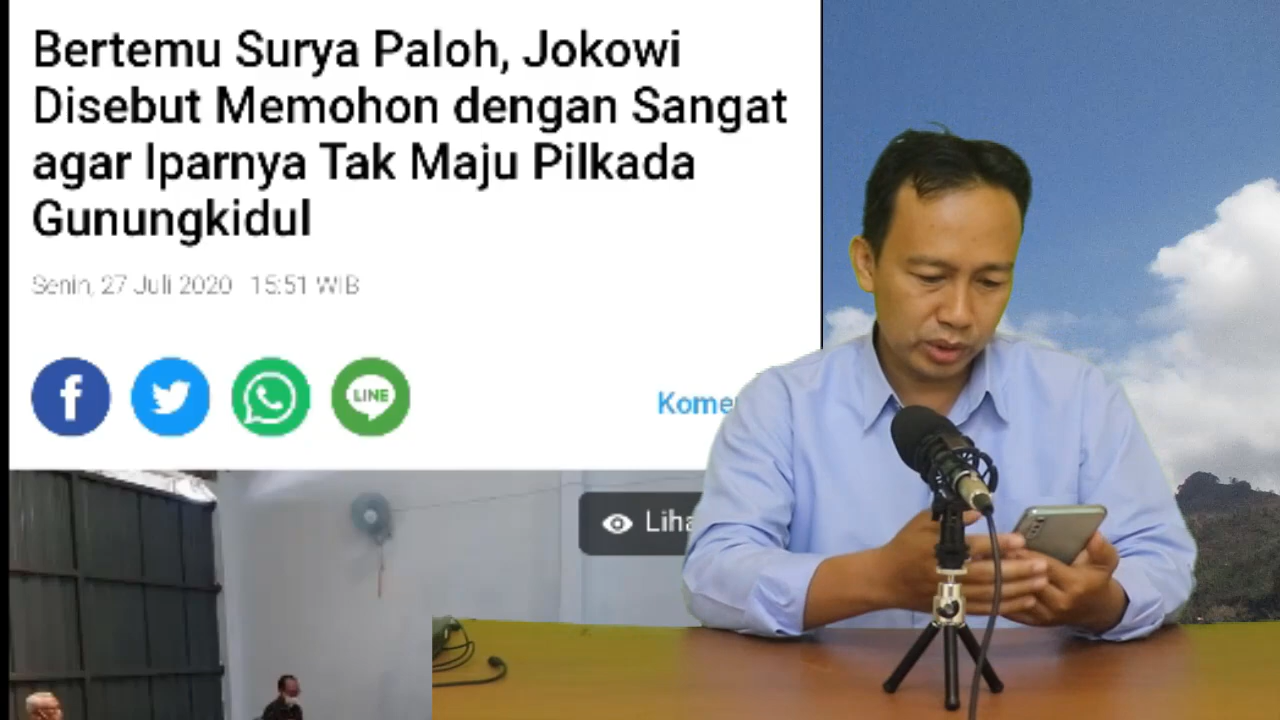 Bertemu Surya Paloh, Jokowi
Disebut Memohon dengan Sangat
agar Iparnya Tak Maju Pilkada
Gunungkidul
Senin, 27 Juli 2020 15:51 WIB
LINE